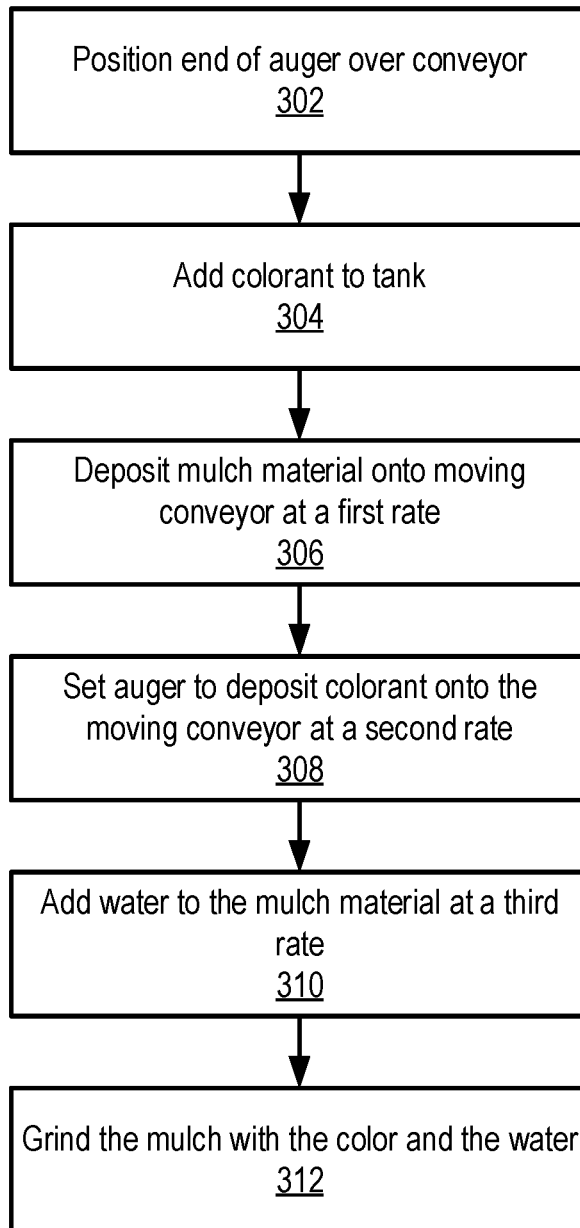 Position end of auger over conveyor
302
Add colorant to tank
304
Deposit mulch material onto moving
conveyor at a first rate
306
Set auger to deposit colorant onto the
moving conveyor at a second rate
308
Add water to the mulch material at a third
rate
310
Grind the mulch with the color and the water
312